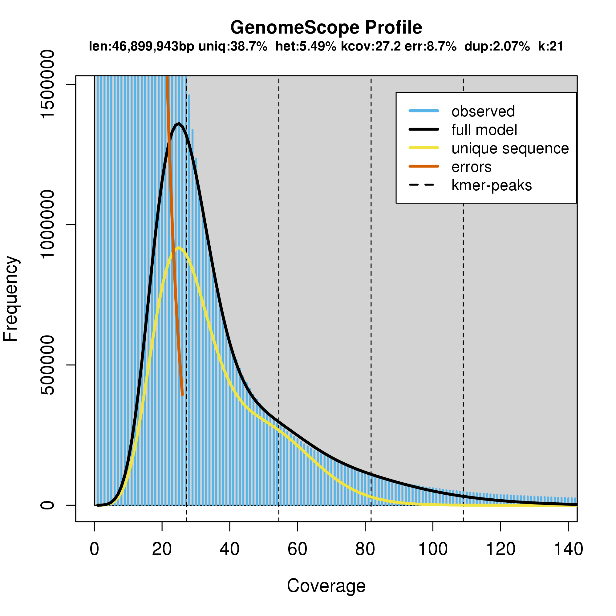 GenomeScope Profile
len:46,899,943bp uniq:38.7% het:5.49% kcov:27.2 err:8.7% dup:2.07% k:21
observed
full model
unique sequence
errors
kmer-peaks
Frequency
1500000
1000000
500000
0
0 20 40 60 80 100 120 140
Coverage